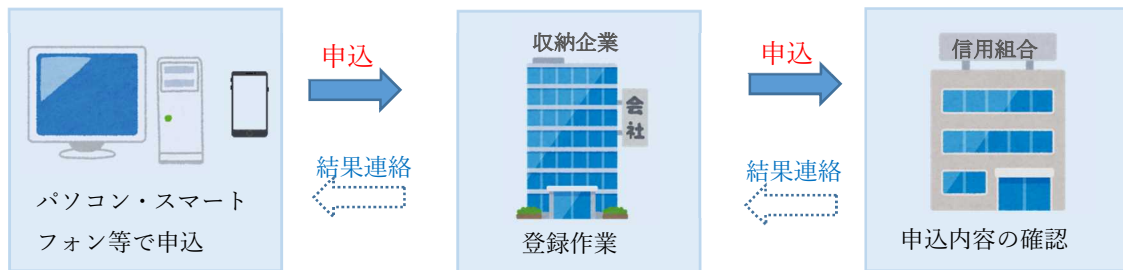 申込
結果連絡
パソコン・スマート
フォン等で申込
収納企業
会社
登録作業
申込
結果連絡
信用組合
申込内容の確認